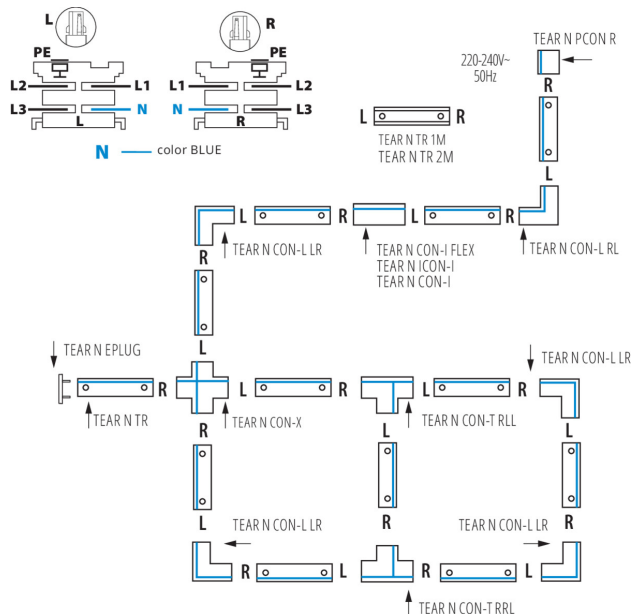 L
R
PE
PE
L2
L1
L1
L2
L3
N
N
L3
L
R
N
color BLUE
TEAR N PCON R
220-240V~
50Hz
R
L
R
TEAR N TR 1M
TEAR N TR 2M
L
L
R
L
R
TEAR N CON-L LR
TEAR N CON-I FLEX
TEAR N ICON-I
TEAR N CON-I
TEAR N CON-L RL
R
L
TEAR N EPLUG
TEAR N CON-L LR
R
L
R
L
R
TEAR N TR
TEAR N CON-X
TEAR N CON-T RLL
R
L
L
L
R
R
TEAR N CON-L LR
TEAR N CON-L LR
R
L
R
L
TEAR N CON-T RRL